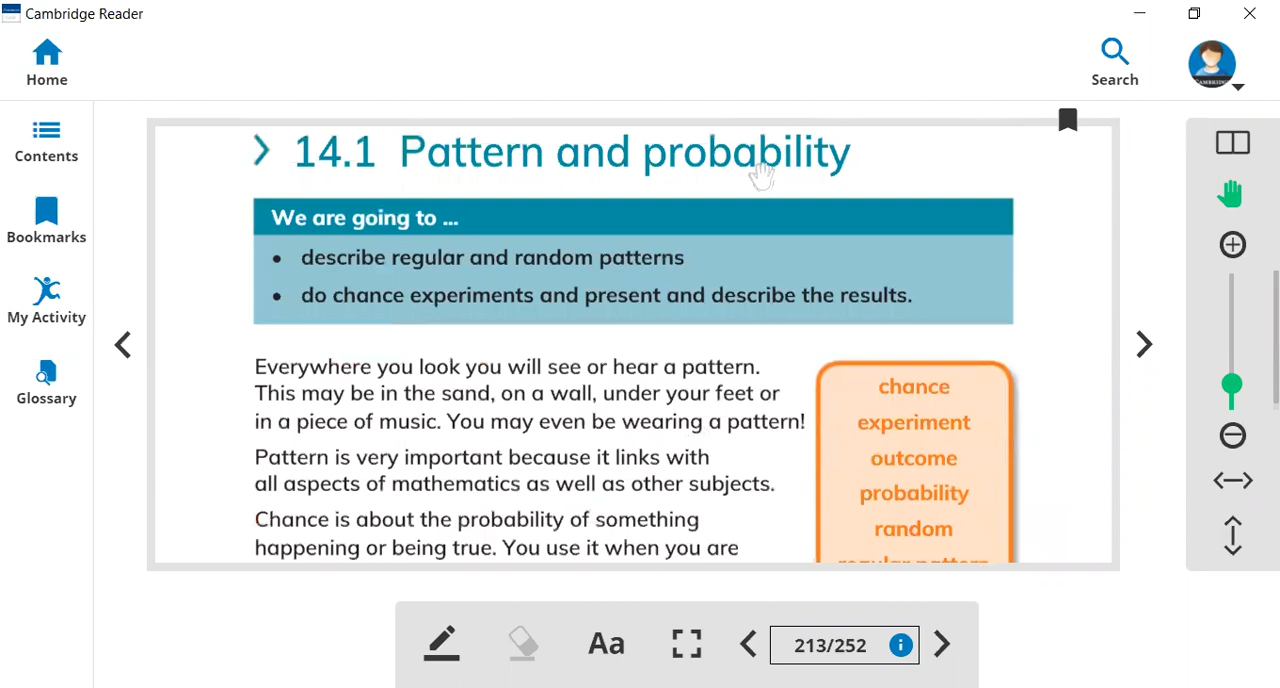 Cambridge Reader
Home
Search
Contents
Bookmarks
My Activity
Glossary
14.1 Pattern and probability
We are going to ...
• describe regular and random patterns
• do chance experiments and present and describe the results.
Everywhere you look you will see or hear a pattern.
This may be in the sand, on a wall, under your feet or
in a piece of music. You may even be wearing a pattern!
Pattern is very important because it links with
all aspects of mathematics as well as other subjects.
Chance is about the probability of something
happening or being true. You use it when you are
chance
experiment
outcome
probability
random
regular pattern
Aa
213/252